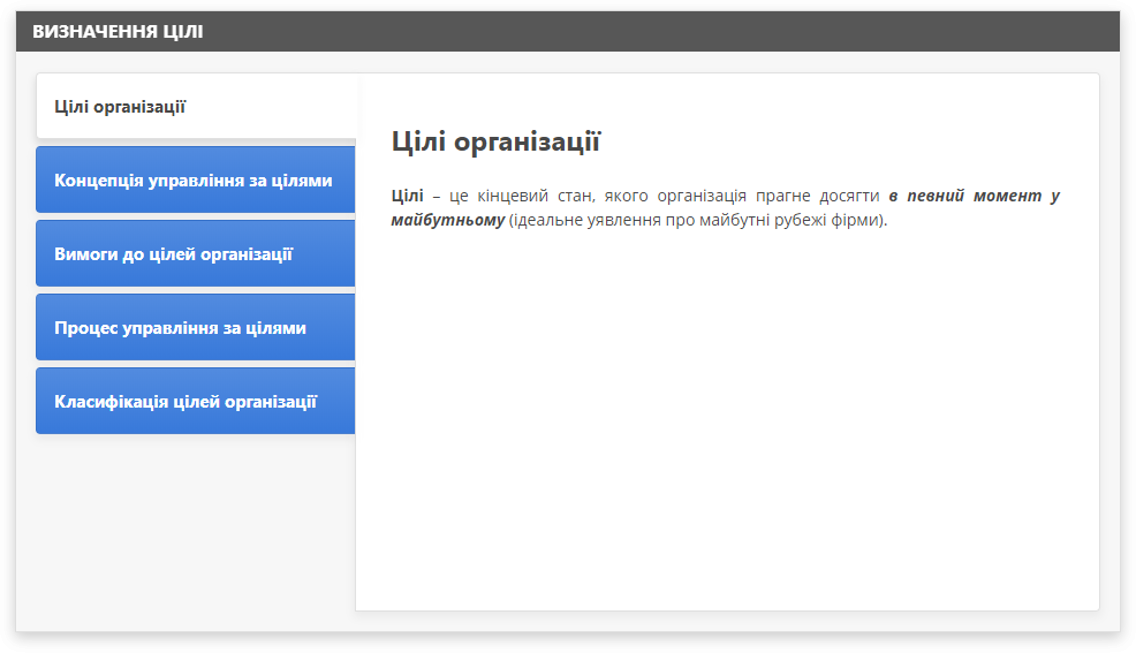 ВИЗНАЧЕННЯ ЦІЛІ
Цілі організації
Концепція управління за цілями
Вимоги до цілей організації
Процес управління за цілями
Класифікація цілей організації
Цілі організації
Цілі – це кінцевий стан, якого організація прагне досягти в певний момент у
майбутньому (ідеальне уявлення про майбутні рубежі фірми).